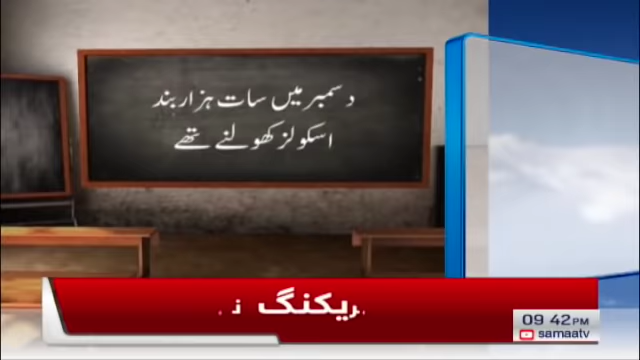 دسمبر میں سات ہزار بند
اسکولز کھولنے تھے
09 42 PM
samaatv